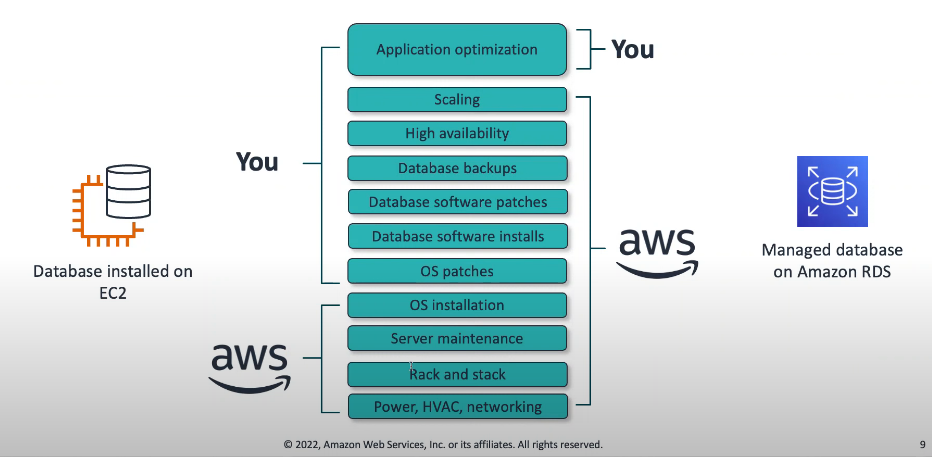 Application optimization
You
Scaling
High availability
You
Database backups
Database software patches
Database software installs
aws
Managed database
on Amazon RDS
Database installed on
EC2
OS patches
OS installation
Server maintenance
aws
Rack and stack
Power, HVAC, networking
© 2022, Amazon Web Services, Inc. or its affiliates. All rights reserved.
9